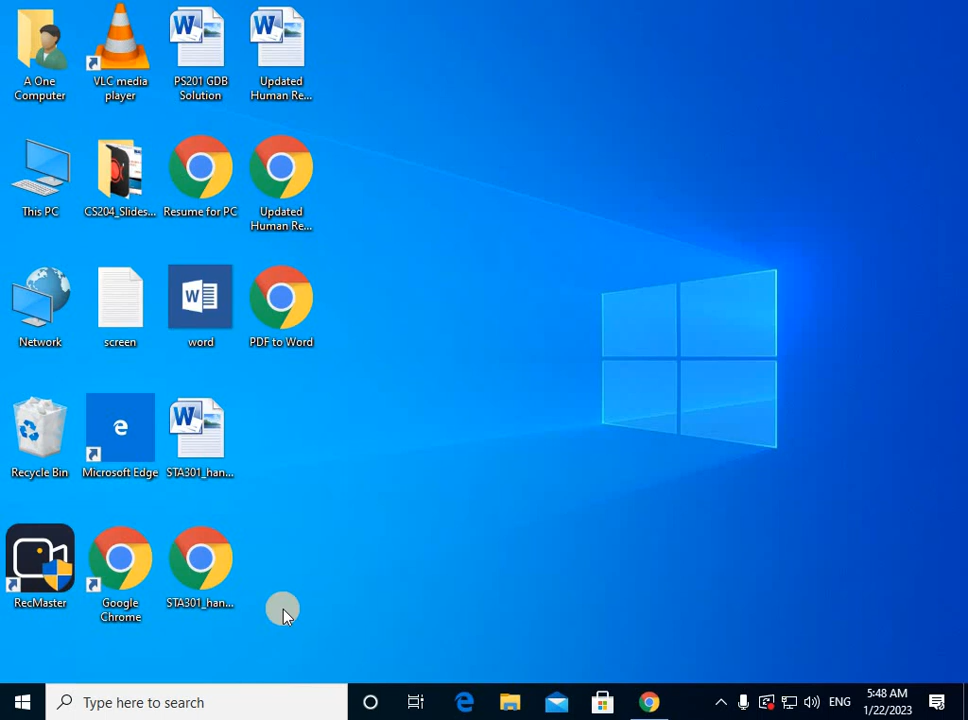 A One
Computer
VLC media
player
PS201 GDB
Solution
Updated
Human Re...
This PC
CS204_Slides...
Resume for PC
Updated
Human Re...
Network
screen
word
PDF to Word
Recycle Bin
Microsoft Edge
STA301_han...
RecMaster
Google
Chrome
STA301_han...
Type here to search
ENG
5:48 AM
1/22/2023